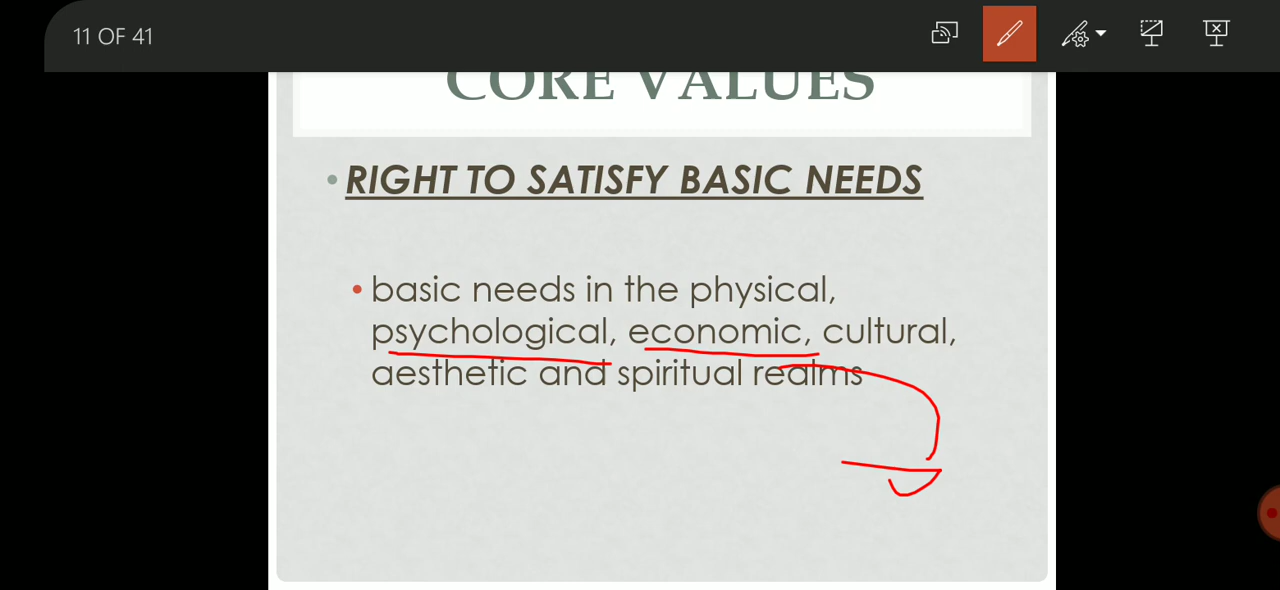 11 OF 41
CORE VALUES
• RIGHT TO SATISFY BASIC NEEDS
• basic needs in the physical,
psychological, economic, cultural,
aesthetic and spiritual realms